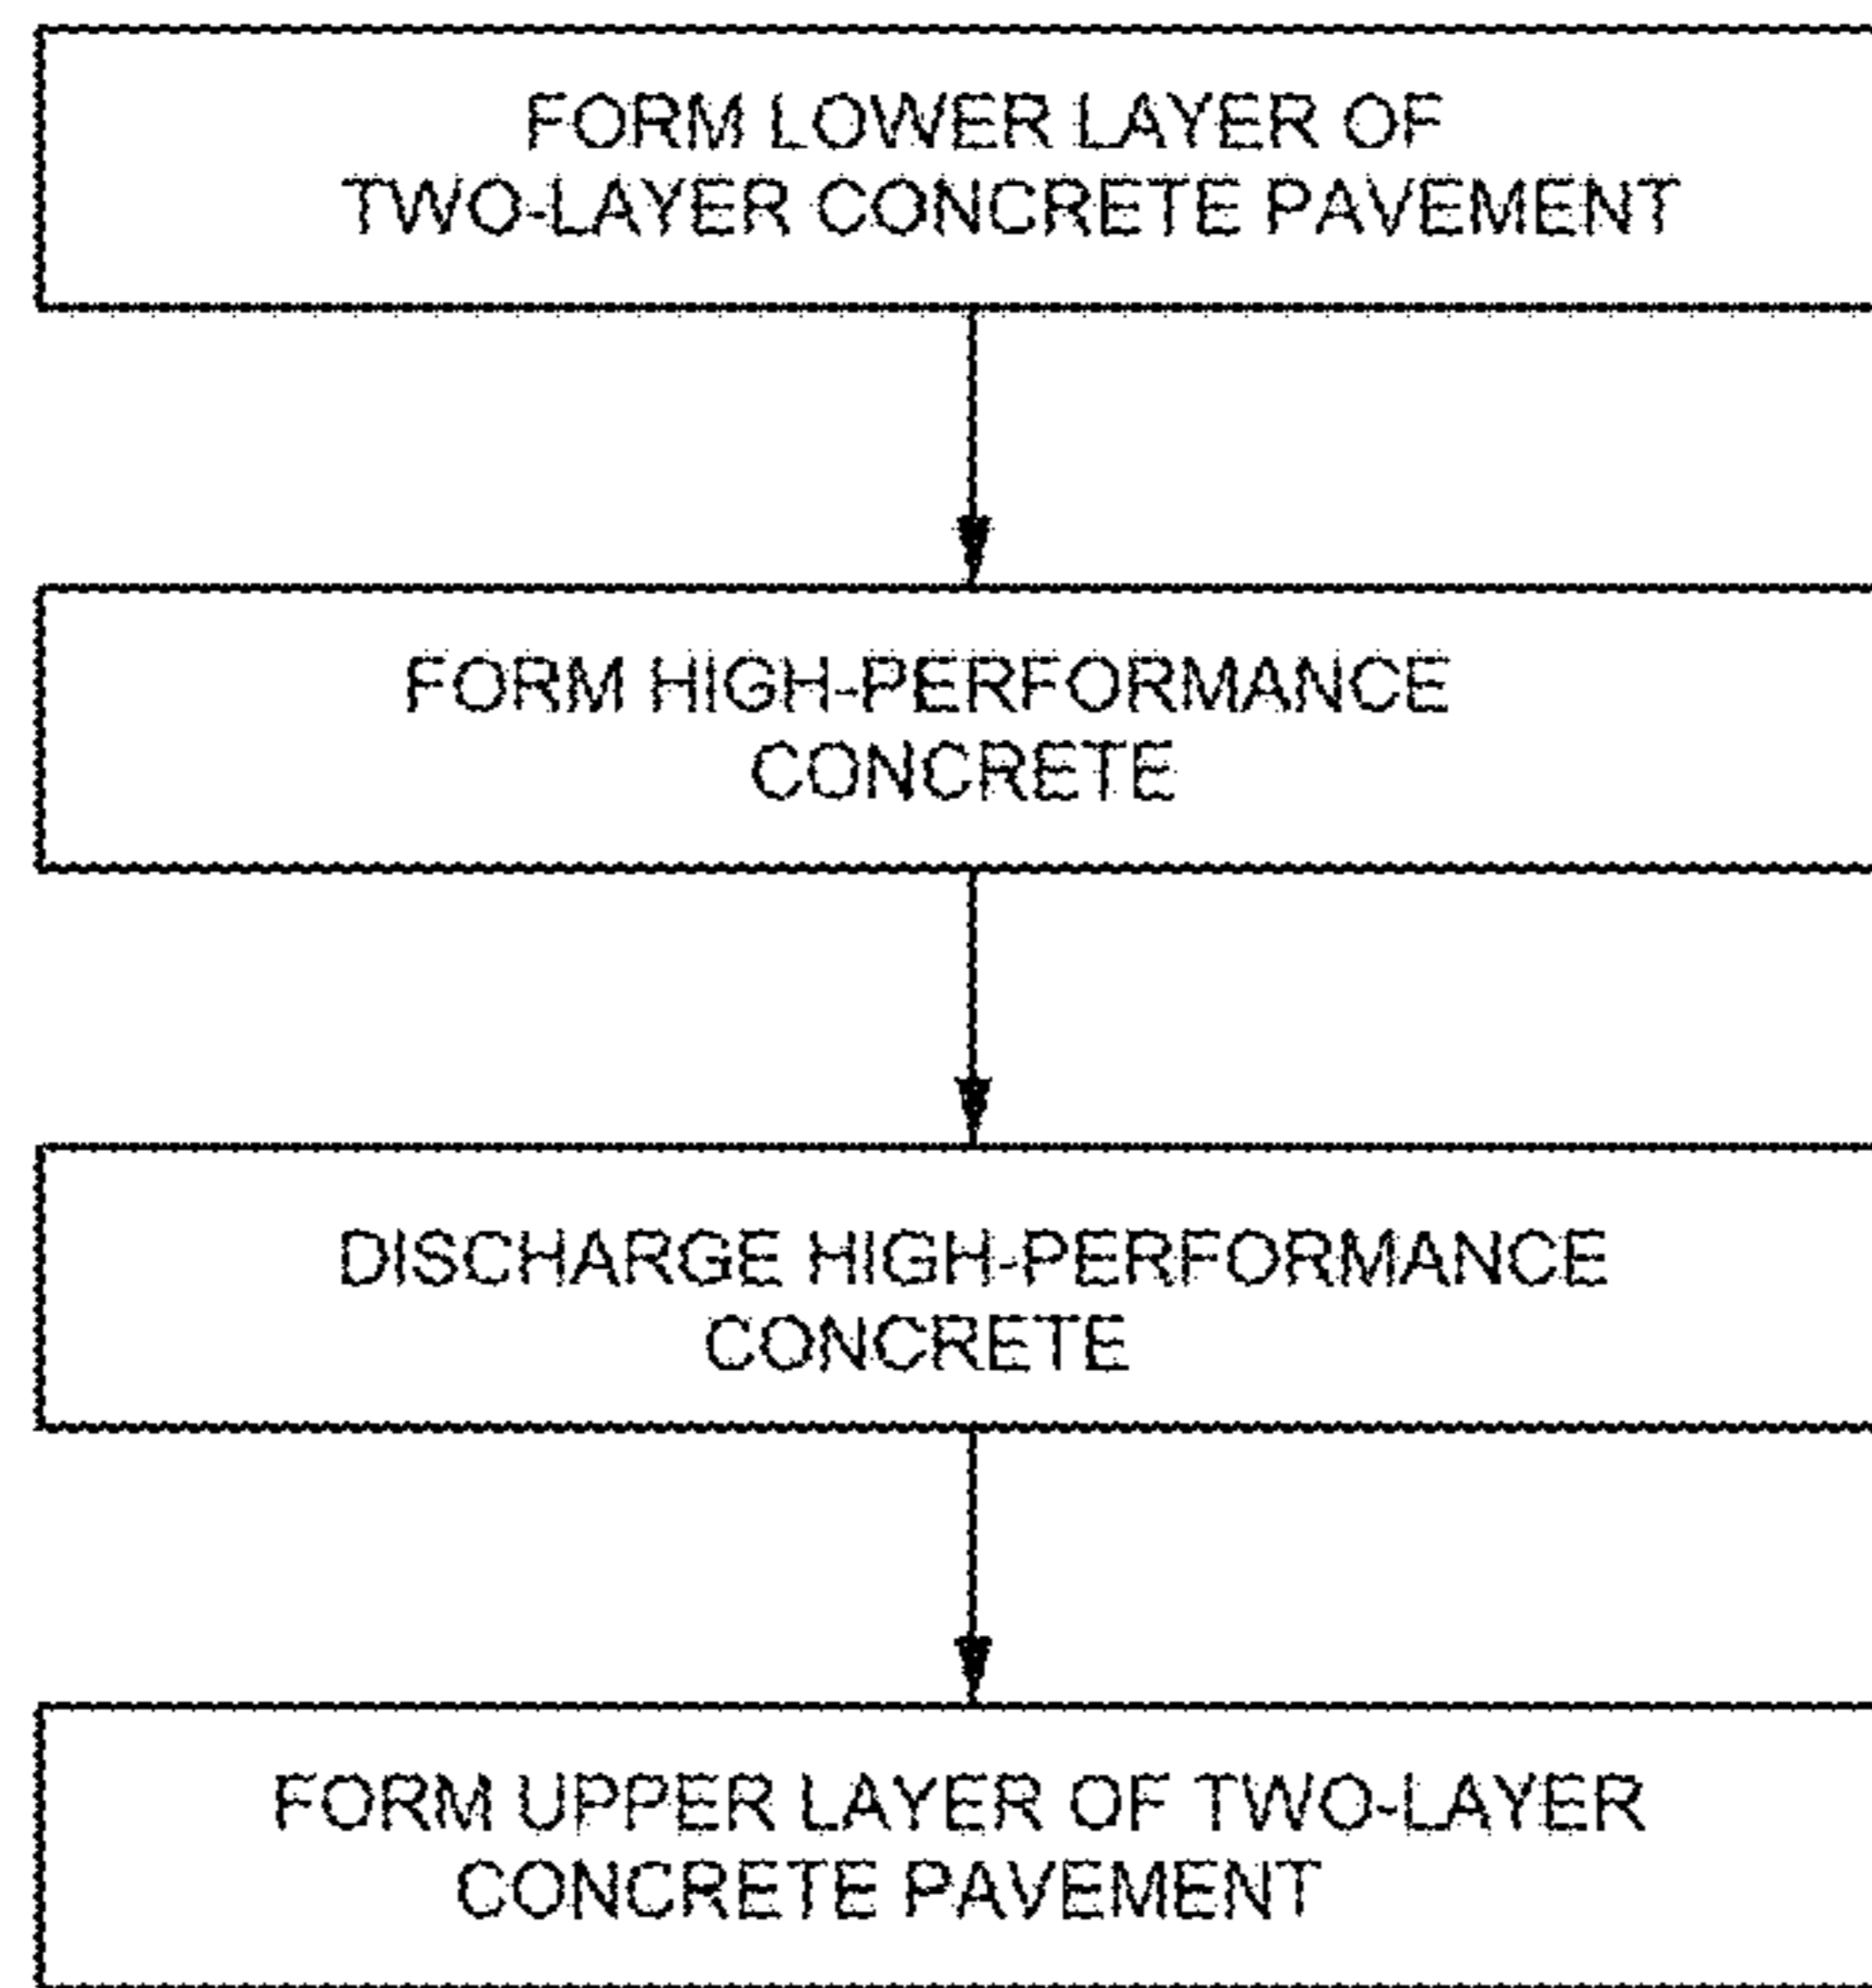 FORM LOWER LAYER OF
TWO-LAYER CONCRETE PAVEMENT
FORM HIGH-PERFORMANCE
CONCRETE
DISCHARGE HIGH-PERFORMANCE
CONCRETE
FORM UPPER LAYER OF TWO-LAYER
CONCRETE PAVEMENT